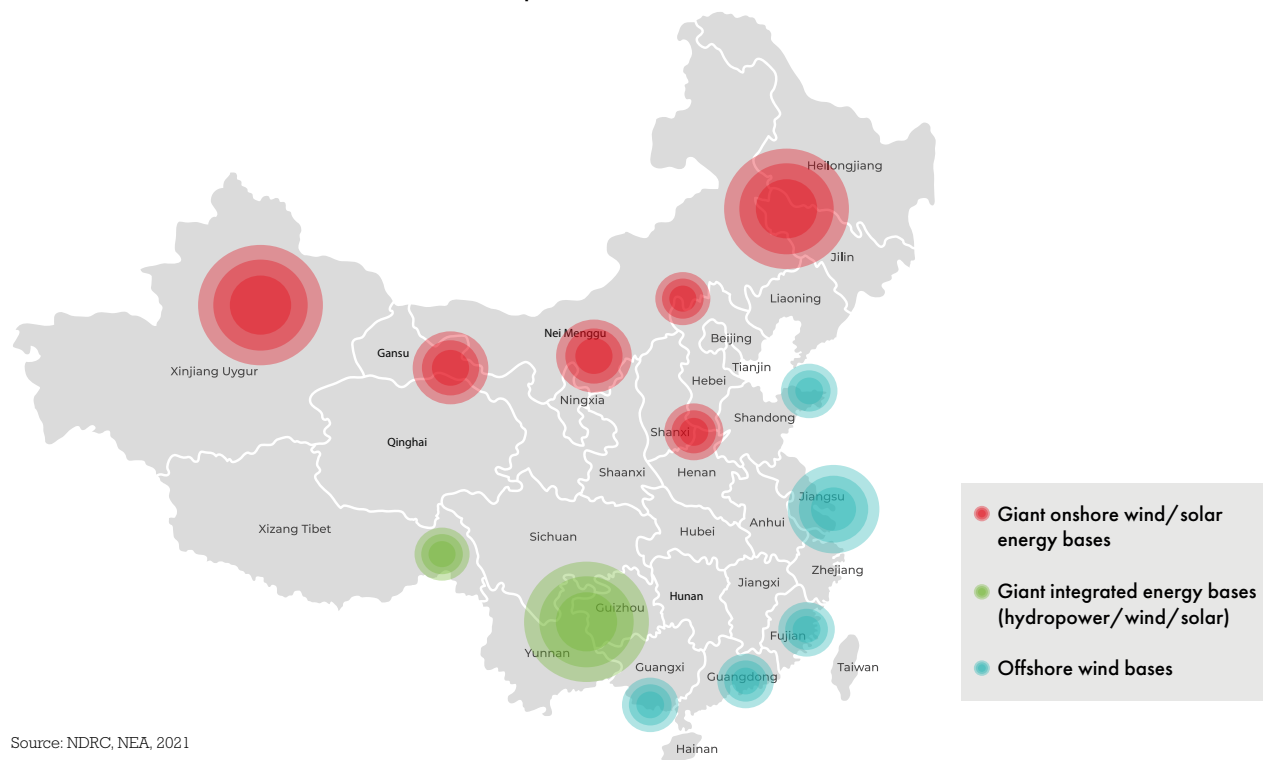 Heilongjiang
Jilin
Liaoning
Nei Menggu
Beijing
Gansu
Tianjin
Xinjiang Uygur
Hebei
Ningxia
Shandong
Qinghai
Shanxi
Shaanxi
Henan
Jiangsu
Anhui
Xizang Tibet
Sichuan
Hubei
Zhejiang
Jiangxi
Hunan
Guizhou
Fujian
Yunnan
Guangxi
Taiwan
Guangdong
Hainan
Giant onshore wind/solar
energy bases
Giant integrated energy bases
(hydropower/wind/solar)
Offshore wind bases
Source: NDRC, NEA, 2021